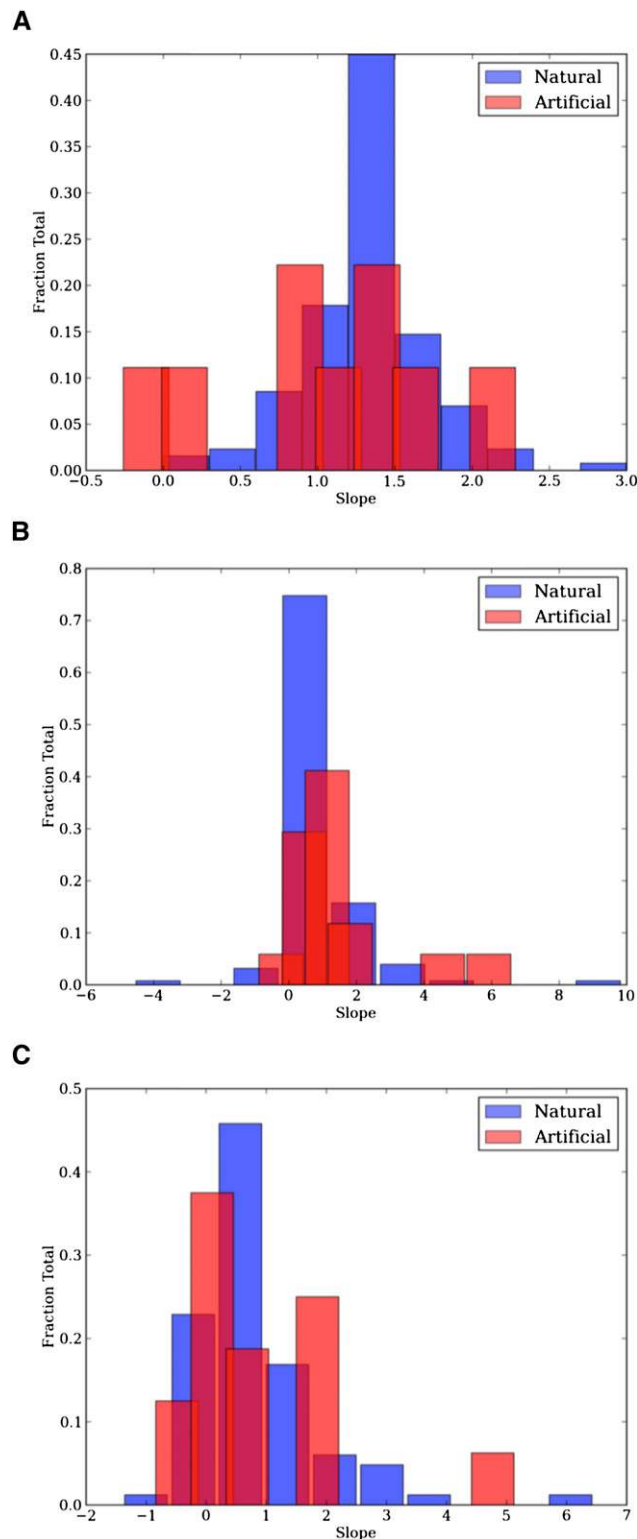 A
0.45
0.40
0.35
0.30
0.25
0.20
0.15
0.10
0.05
0.00
Fraction Total
Natural
Artificial
-0.5 0.0 0.5 1.0 1.5 2.0 2.5 3.0
Slope
B
0.8
0.7
0.6
0.5
0.4
0.3
0.2
0.1
0.0
Fraction Total
Natural
Artificial
-6 -4 -2 0 2 4 6 8 10
Slope
C
0.5
0.4
0.3
0.2
0.1
0.0
Fraction Total
Natural
Artificial
-2 -1 0 1 2 3 4 5 6 7
Slope